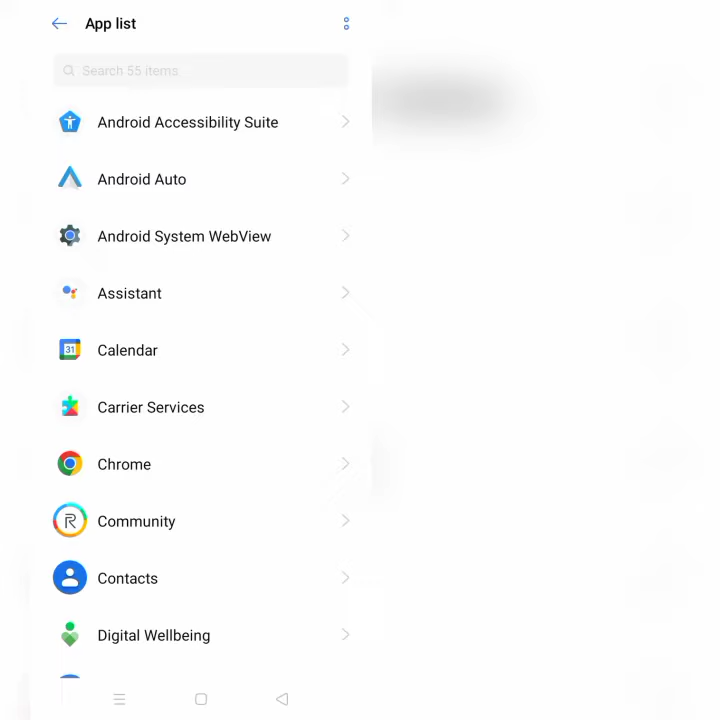 App list
Search 55 items
Android Accessibility Suite
Android Auto
Android System WebView
Assistant
31
Calendar
Carrier Services
Chrome
R
Community
Contacts
Digital Wellbeing